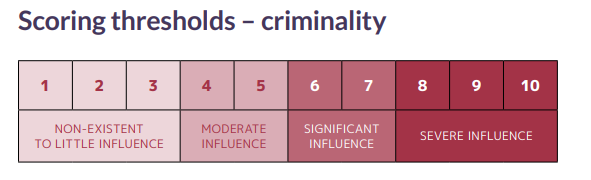 Scoring thresholds – criminality
1 2 3 4 5 6 7 8 9 10
NON-EXISTENT
TO LITTLE INFLUENCE
MODERATE
INFLUENCE
SIGNIFICANT
INFLUENCE
SEVERE INFLUENCE